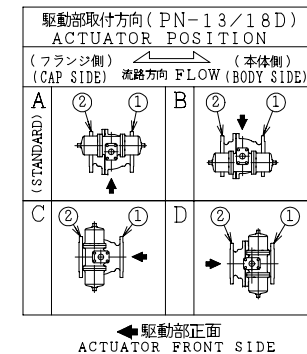 駆動部取付方向(PN-13/18D)
ACTUATOR POSITION
(フランジ側) (本体側)
(CAP SIDE) 流路方向 FLOW (BODY SIDE)
A (STANDARD) ② ①
B ② ①
C ② ①
D ② ①
駆動部正面
ACTUATOR FRONT SIDE